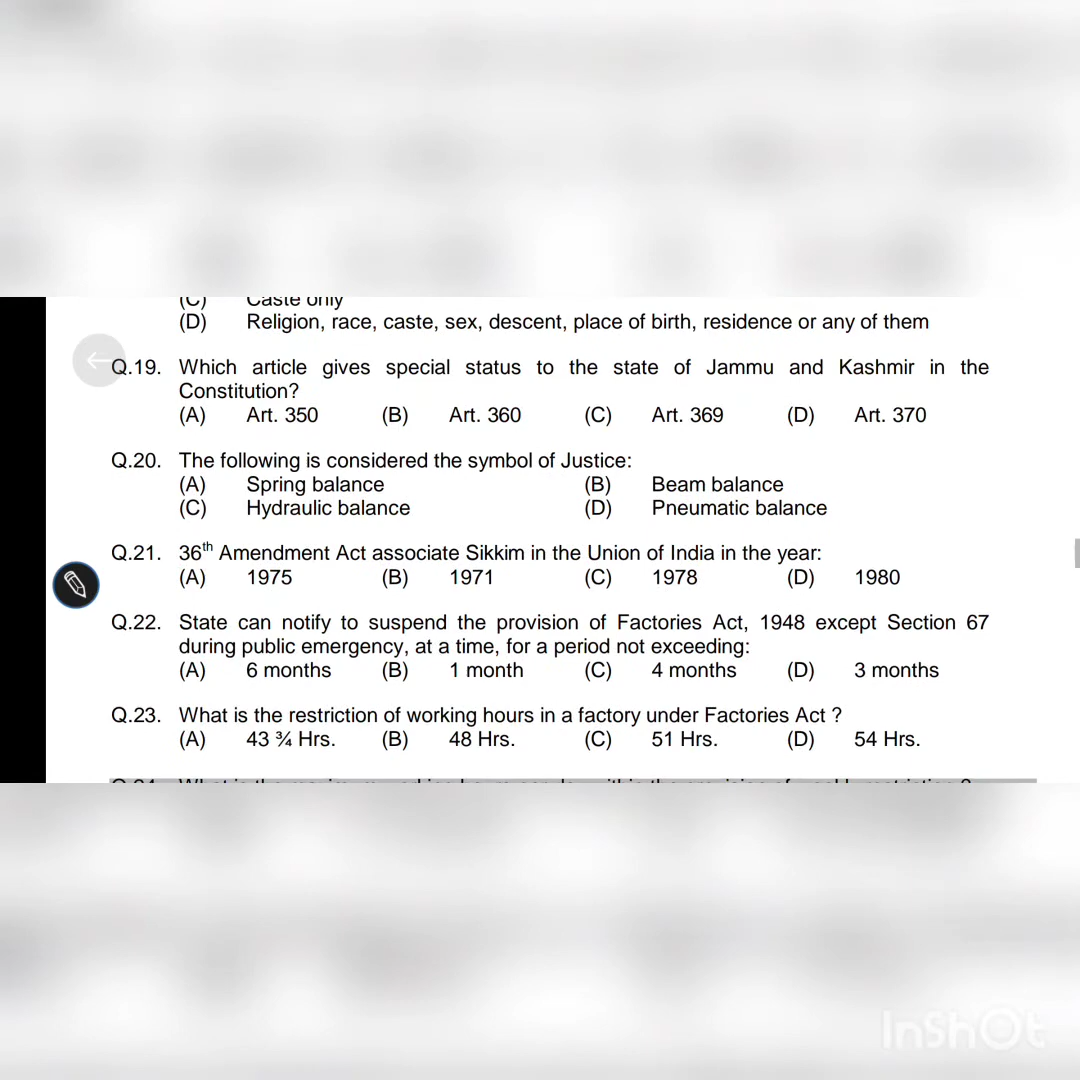 (C) Caste only
(D) Religion, race, caste, sex, descent, place of birth, residence or any of them
Q.19. Which article gives special status to the state of Jammu and Kashmir in the
Constitution?
(A) Art. 350 (B) Art. 360 (C) Art. 369 (D) Art. 370
Q.20. The following is considered the symbol of Justice:
(A) Spring balance (B) Beam balance
(C) Hydraulic balance (D) Pneumatic balance
Q.21. 36th Amendment Act associate Sikkim in the Union of India in the year:
(A) 1975 (B) 1971 (C) 1978 (D) 1980
Q.22. State can notify to suspend the provision of Factories Act, 1948 except Section 67
during public emergency, at a time, for a period not exceeding:
(A) 6 months (B) 1 month (C) 4 months (D) 3 months
Q.23. What is the restriction of working hours in a factory under Factories Act ?
(A) 43 ¾ Hrs. (B) 48 Hrs. (C) 51 Hrs. (D) 54 Hrs.
InShOt